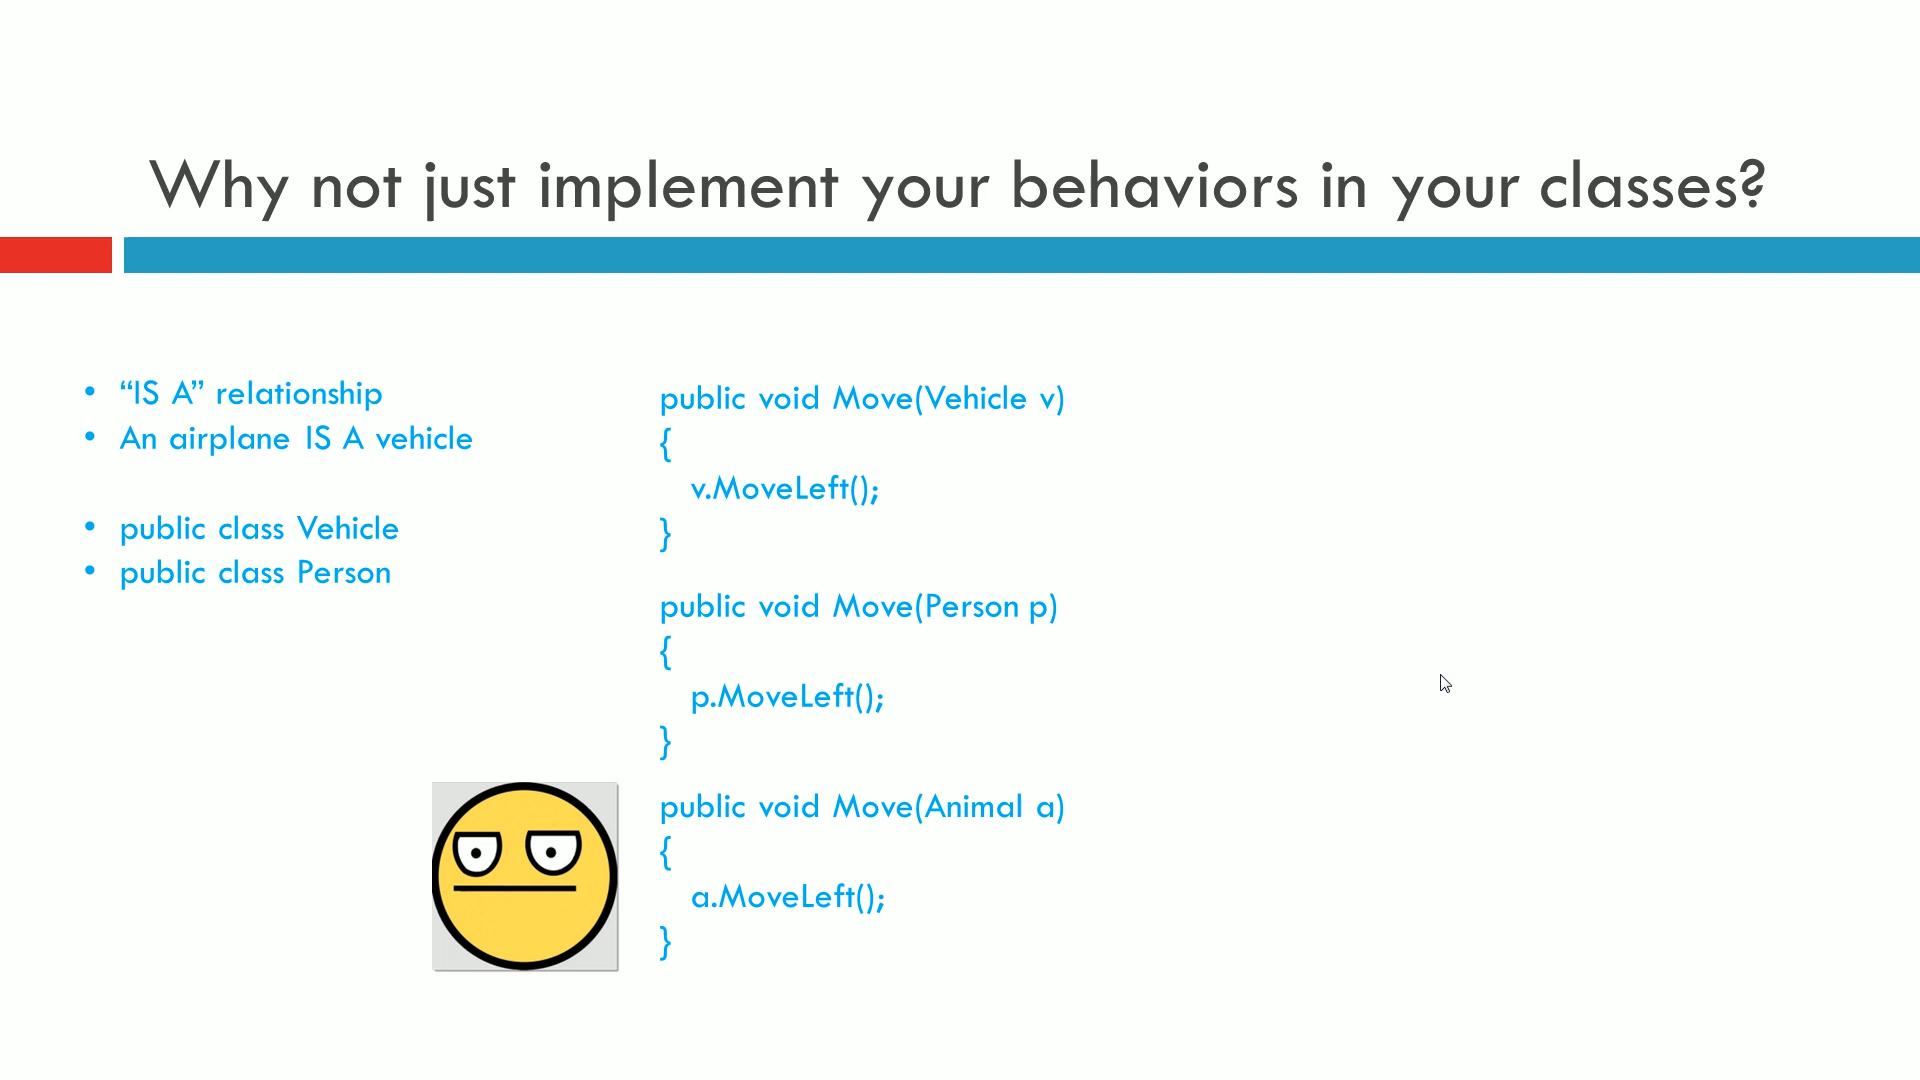 Why not just implement your behaviors in your classes?
• “IS A” relationship
• An airplane IS A vehicle
• public class Vehicle
• public class Person
public void Move(Vehicle v)
{
v.MoveLeft();
}
public void Move(Person p)
{
p.MoveLeft();
}
public void Move(Animal a)
{
a.MoveLeft();
}